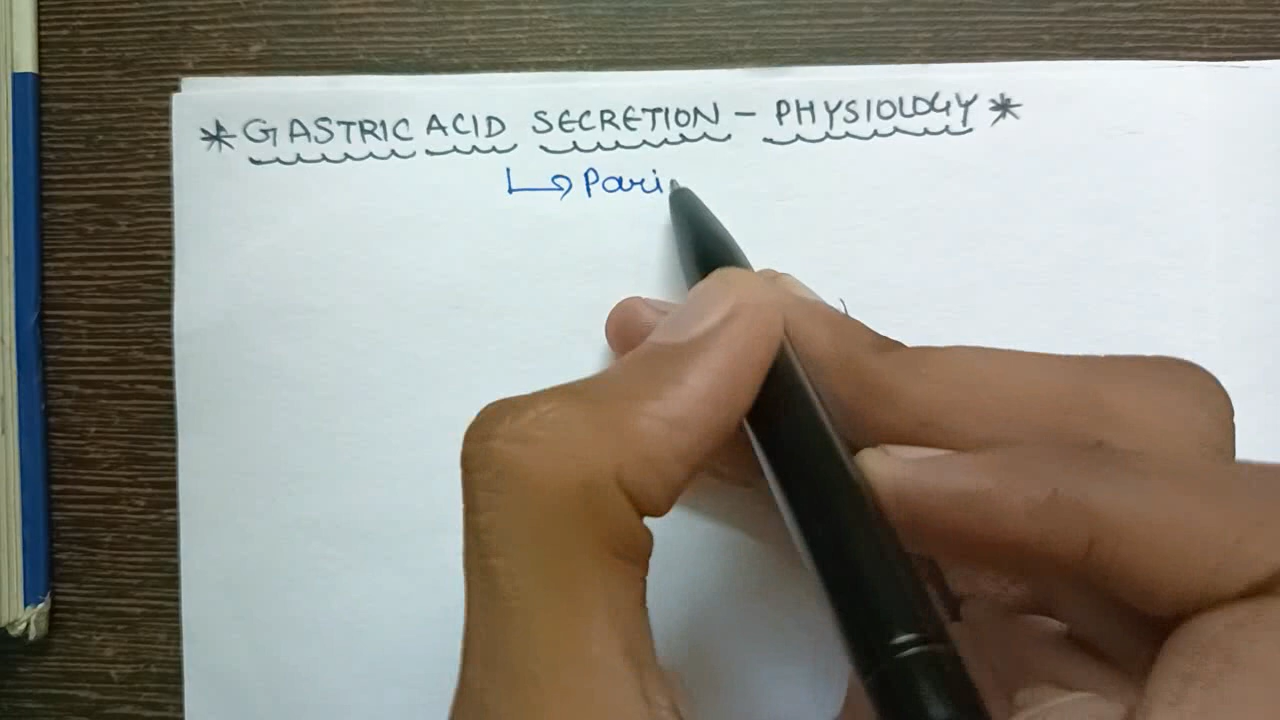 * GASTRIC ACID SECRETION - PHYSIOLOGY *
↳ Pari